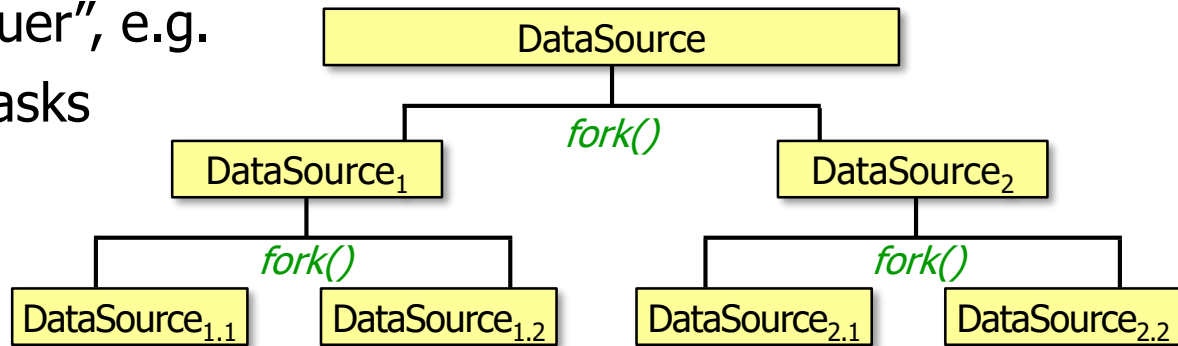 uer”, e.g.
DataSource
asks
fork()
DataSource₁ DataSource₂
fork() fork()
DataSource₁.₁ DataSource₁.₂ DataSource₂.₁ DataSource₂.₂